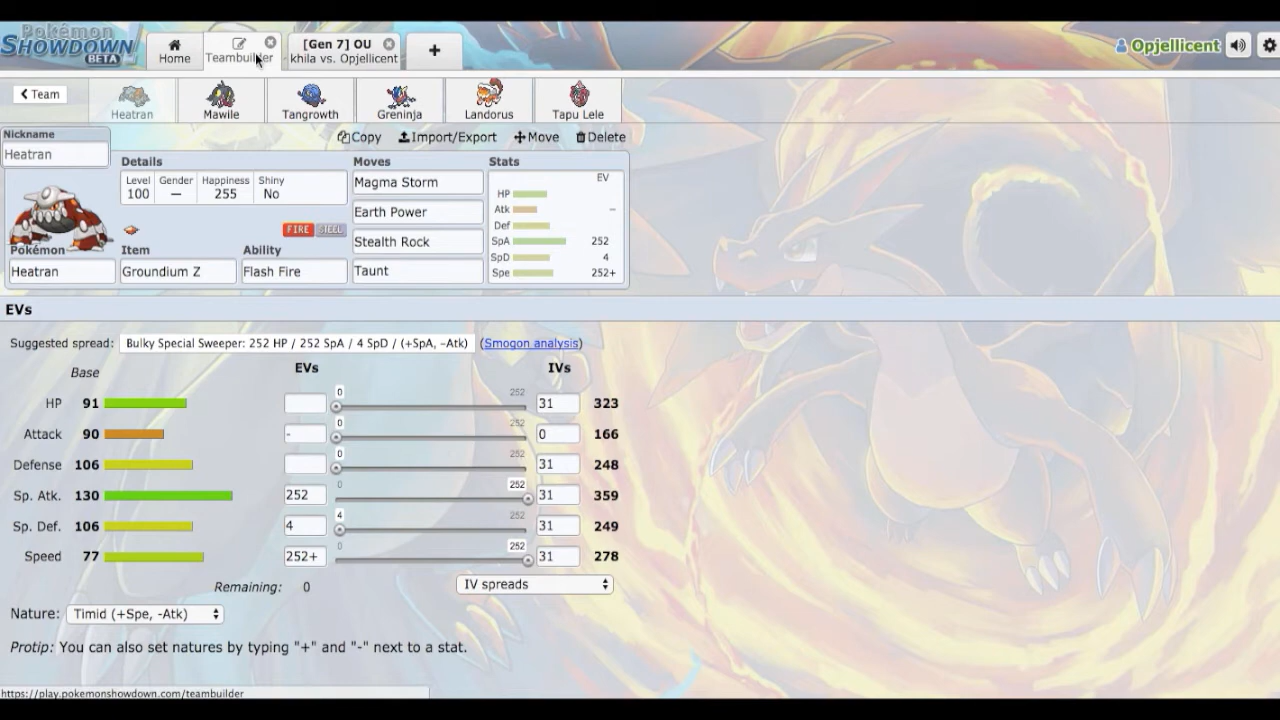 Pokémon
SHOWDOWN!
BETA
Home
Teambuilder
[Gen 7] OU
khila vs. Opjellicent
+
Opjellicent
< Team
Heatran
Mawile
Tangrowth
Greninja
Landorus
Tapu Lele
Copy Import/Export Move Delete
Nickname
Heatran
Details
Level Gender Happiness Shiny
100 — 255 No
FIRE STEEL
Pokémon Item Ability
Heatran Groundium Z Flash Fire
Moves
Magma Storm
Earth Power
Stealth Rock
Taunt
Stats
EV
HP
Atk –
Def
SpA 252
SpD 4
Spe 252+
EVs
Suggested spread: Bulky Special Sweeper: 252 HP / 252 SpA / 4 SpD / (+SpA, –Atk) (Smogon analysis)
Base EVs IVs
0 252
HP 91 31 323
0 252
Attack 90 - 0 166
0 252
Defense 106 31 248
0 252
Sp. Atk. 130 252 31 359
4 252
Sp. Def. 106 4 31 249
0 252
Speed 77 252+ 31 278
Remaining: 0 IV spreads
Nature: Timid (+Spe, -Atk)
Protip: You can also set natures by typing "+" and "-" next to a stat.
https://play.pokemonshowdown.com/teambuilder